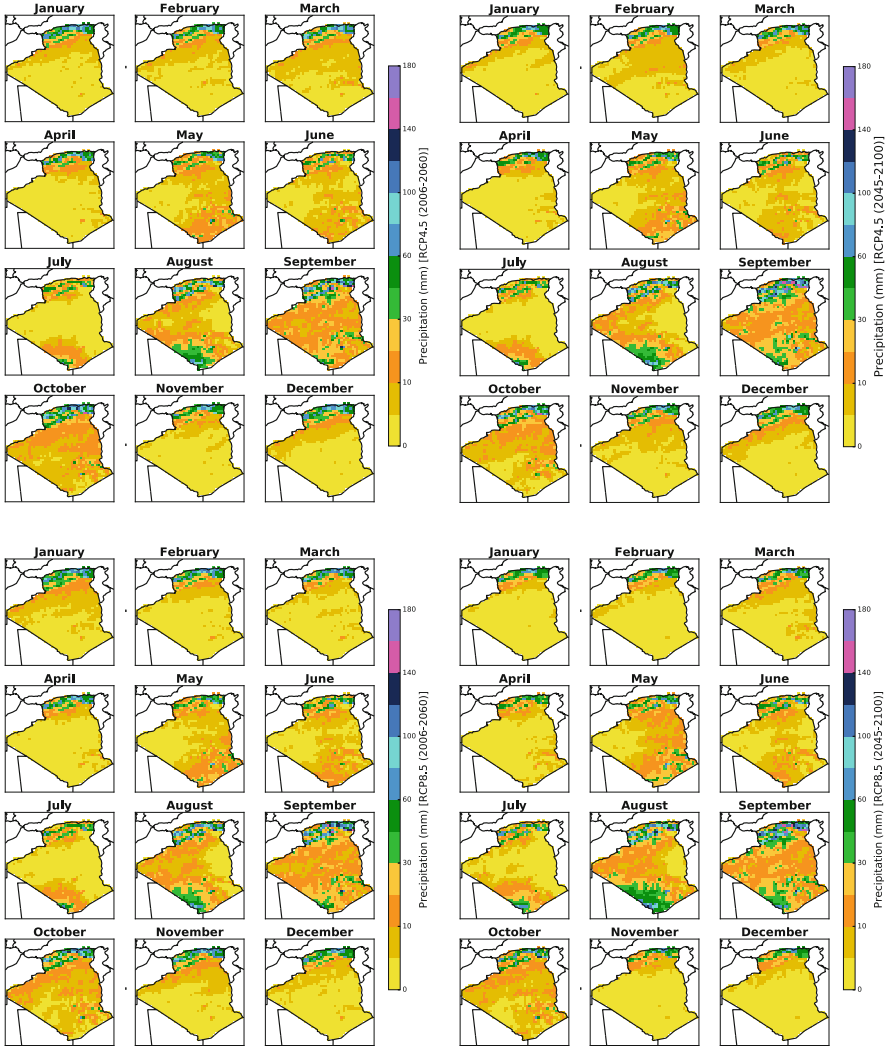 January February March
April May June
July August September
October November December
180
140
100
60
30
10
0
Precipitation (mm) [RCP4.5 (2006-2060)]
January February March
April May June
July August September
October November December
180
140
100
60
30
10
0
Precipitation (mm) [RCP4.5 (2045-2100)]
January February March
April May June
July August September
October November December
180
140
100
60
30
10
0
Precipitation (mm) [RCP8.5 (2006-2060)]
January February March
April May June
July August September
October November December
180
140
100
60
30
10
0
Precipitation (mm) [RCP8.5 (2045-2100)]